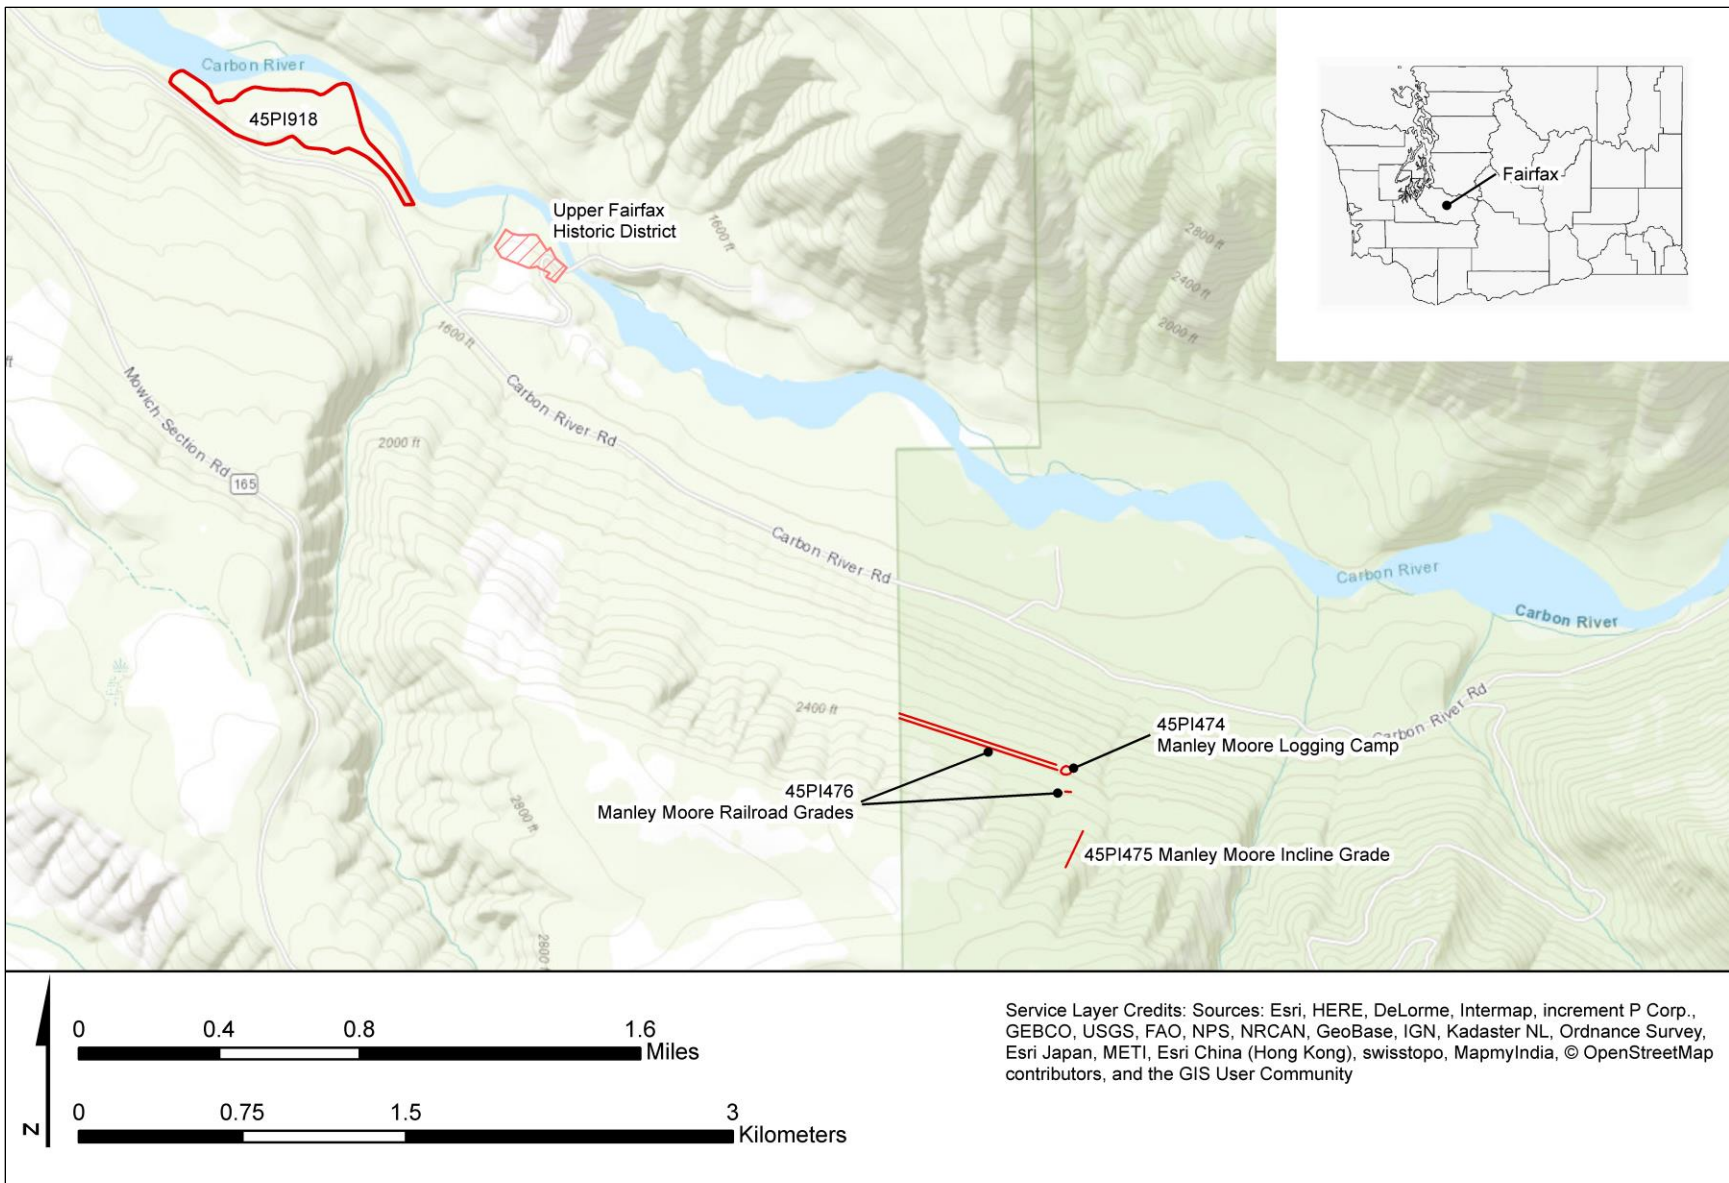 Carbon River
45PI918
Fairfax
Upper Fairfax
Historic District
1600 ft
2800 ft
2400 ft
2000 ft
1600 ft
ft
Mowich Section Rd
165
Carbon River Rd
2000 ft
Carbon River Rd
Carbon River
Carbon River
2400 ft
45PI474
Manley Moore Logging Camp
Carbon River Rd
45PI476
Manley Moore Railroad Grades
2800 ft
45PI475 Manley Moore Incline Grade
2800 f
N
0 0.4 0.8 1.6
Miles
0 0.75 1.5 3
Kilometers
Service Layer Credits: Sources: Esri, HERE, DeLorme, Intermap, increment P Corp.,
GEBCO, USGS, FAO, NPS, NRCAN, GeoBase, IGN, Kadaster NL, Ordnance Survey,
Esri Japan, METI, Esri China (Hong Kong), swisstopo, MapmyIndia, © OpenStreetMap
contributors, and the GIS User Community